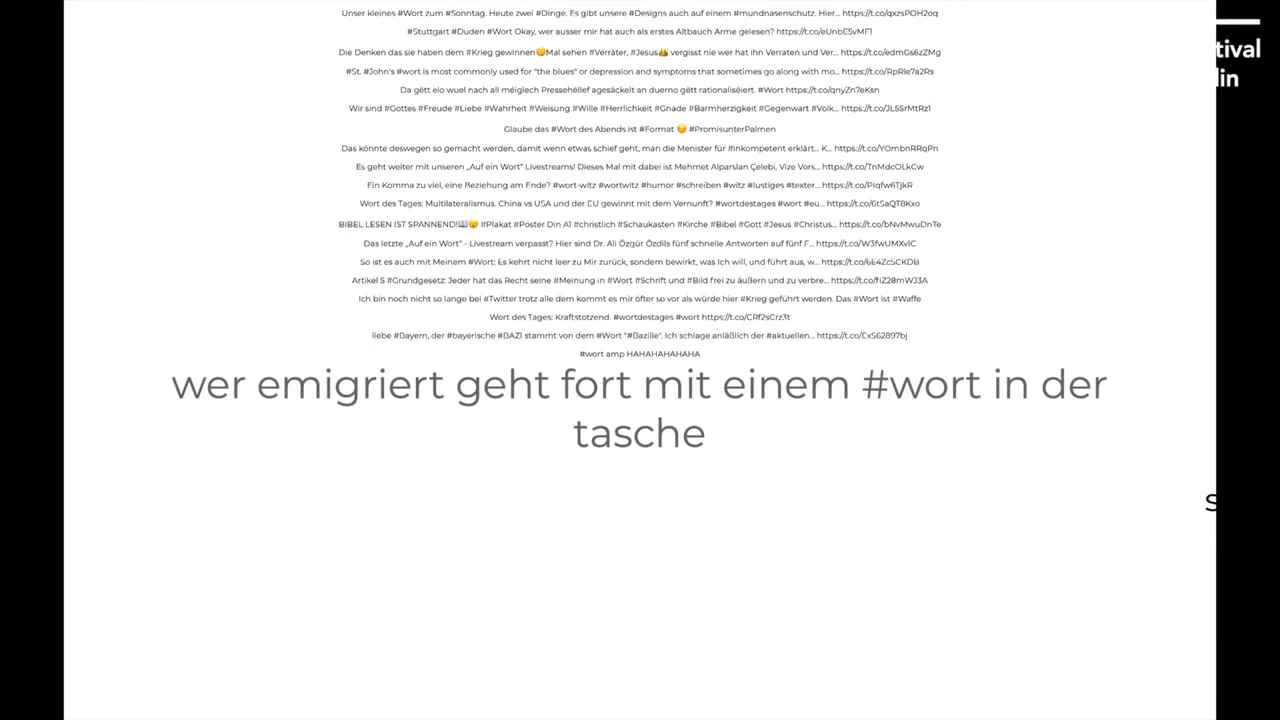 Unser kleines #Wort zum #Sonntag. Heute zwei #Dinge. Es gibt unsere #Designs auch auf einem #mundnasenschutz. Hier... https://t.co/qxzsPOH2oq
tival
#Stuttgart #Duden #Wort Okay, wer ausser mir hat auch als erstes Altbauch Arme gelesen? https://t.co/eUnbE5vMF1
Die Denken das sie haben dem #Krieg gewinnen Mal sehen #Verräter, #Jesus vergisst nie wer hat ihn Verraten und Ver... https://t.co/edmGs6zZMg
#St. #John's #wort is most commonly used for "the blues" or depression and symptoms that sometimes go along with mo... https://t.co/RpRle7a2Rs
lin
Da gëtt elo wuel nach all méiglech Pressehëllef agesäckelt an duerno gëtt rationaliséiert. #Wort https://t.co/qnyZn7eKsn
Wir sind #Gottes #Freude #Liebe #Wahrheit #Weisung #Wille #Herrlichkeit #Gnade #Barmherzigkeit #Gegenwart #Volk... https://t.co/JL5SrMtRz1
Glaube das #Wort des Abends ist #Format 😏 #PromisunterPalmen
Das könnte deswegen so gemacht werden, damit wenn etwas schief geht, man die Menister für #inkompetent erklärt... K... https://t.co/YOmbnRRqPn
Es geht weiter mit unseren „Auf ein Wort" Livestreams! Dieses Mal mit dabei ist Mehmet Alparslan Çelebi, Vize Vors... https://t.co/TnMdcOLkCw
Ein Komma zu viel, eine Beziehung am Ende? #wort-witz #wortwitz #humor #schreiben #witz #lustiges #texter... https://t.co/PIqfw6TjkR
Wort des Tages: Multilateralismus. China vs USA und der EU gewinnt mit dem Vernunft? #wortdestages #wort #eu... https://t.co/6tSaQT8Kxo
BIBEL LESEN IST SPANNEND! #Plakat #Poster Din A1 #christlich #Schaukasten #Kirche #Bibel #Gott #Jesus #Christus... https://t.co/bNvMwuDnTe
Das letzte „Auf ein Wort" - Livestream verpasst? Hier sind Dr. Ali Özgür Özdils fünf schnelle Antworten auf fünf F... https://t.co/W3fwUMXvIC
So ist es auch mit Meinem #Wort: Es kehrt nicht leer zu Mir zurück, sondern bewirkt, was Ich will, und führt aus, w... https://t.co/6E4Zc5CKDB
Artikel 5 #Grundgesetz: Jeder hat das Recht seine #Meinung in #Wort #Schrift und #Bild frei zu äußern und zu verbre... https://t.co/fiZ28mWJ3A
Ich bin noch nicht so lange bei #Twitter trotz alle dem kommt es mir öfter so vor als würde hier #Krieg geführt werden. Das #Wort ist #Waffe
Wort des Tages: Kraftstotzend. #wortdestages #wort https://t.co/CRf2sCrz3t
liebe #Bayern, der #bayerische #BAZI stammt von dem #Wort "#Bazille". Ich schlage anläßlich der #aktuellen... https://t.co/Ex562897bj
#wort amp HAHAHAHAHAHA
wer emigriert geht fort mit einem #wort in der
tasche
s